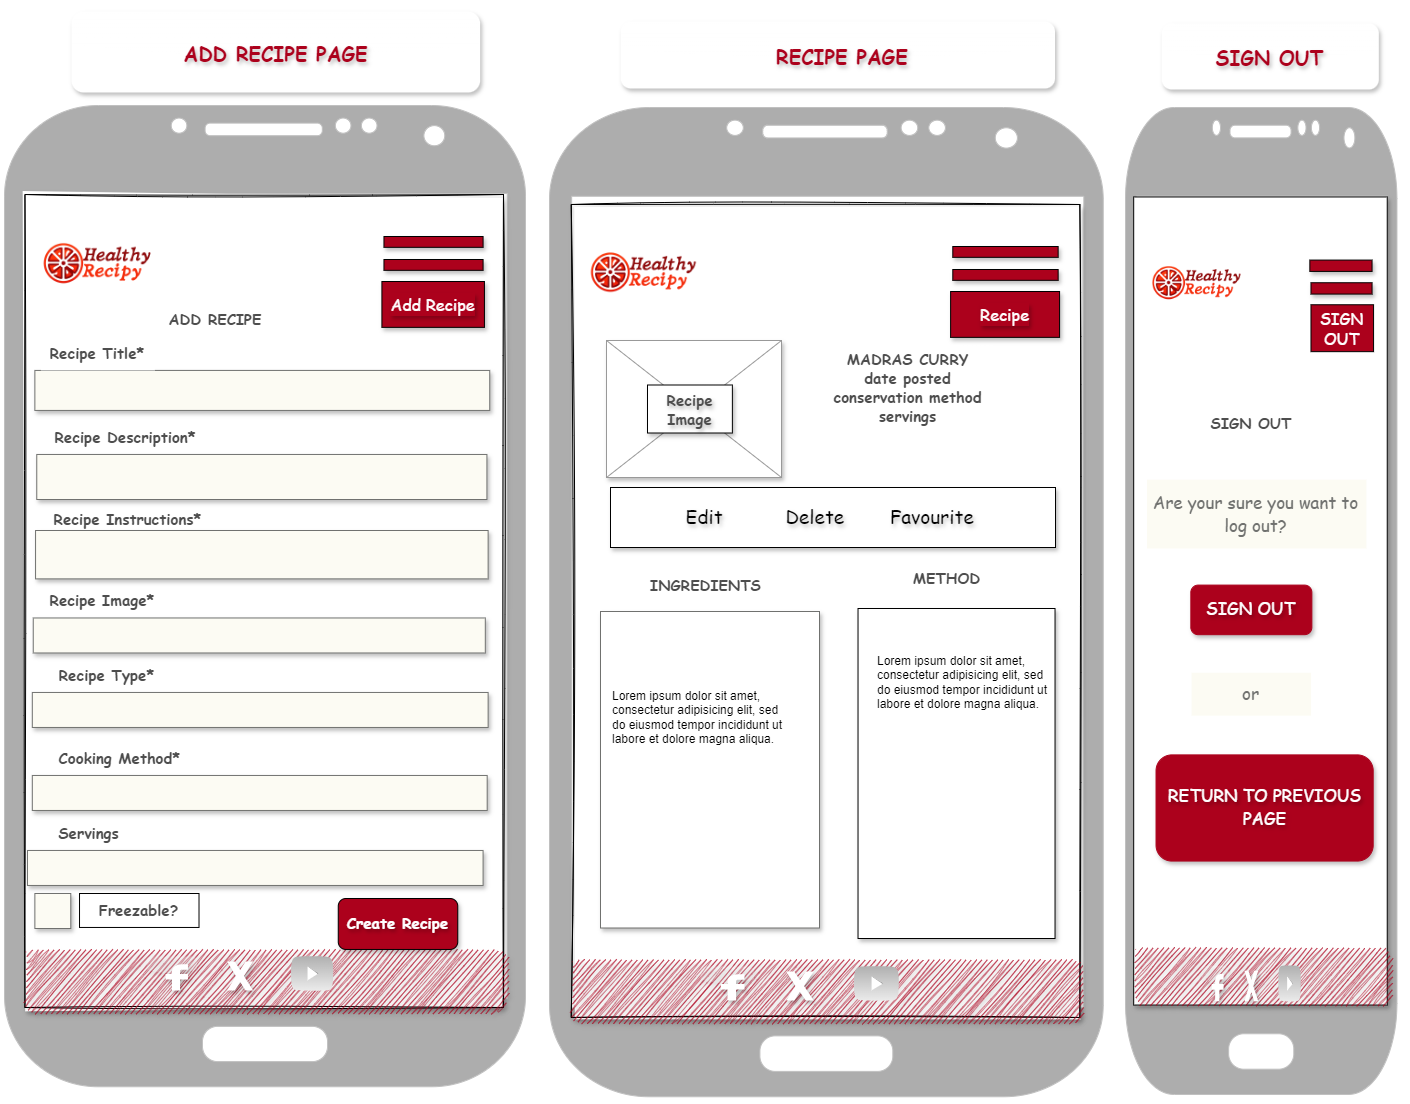 ADD RECIPE PAGE
Healthy
Recipy
Add Recipe
ADD RECIPE
Recipe Title*
Recipe Description*
Recipe Instructions*
Recipe Image*
Recipe Type*
Cooking Method*
Servings
Freezable?
Create Recipe
f X
RECIPE PAGE
Healthy
Recipy
Recipe
Recipe
Image
MADRAS CURRY
date posted
conservation method
servings
Edit Delete Favourite
INGREDIENTS
Lorem ipsum dolor sit amet,
consectetur adipisicing elit, sed
do eiusmod tempor incididunt ut
labore et dolore magna aliqua.
METHOD
Lorem ipsum dolor sit amet,
consectetur adipisicing elit, sed
do eiusmod tempor incididunt ut
labore et dolore magna aliqua.
f X
SIGN OUT
Healthy
Recipy
SIGN
OUT
SIGN OUT
Are your sure you want to
log out?
SIGN OUT
or
RETURN TO PREVIOUS
PAGE
f X